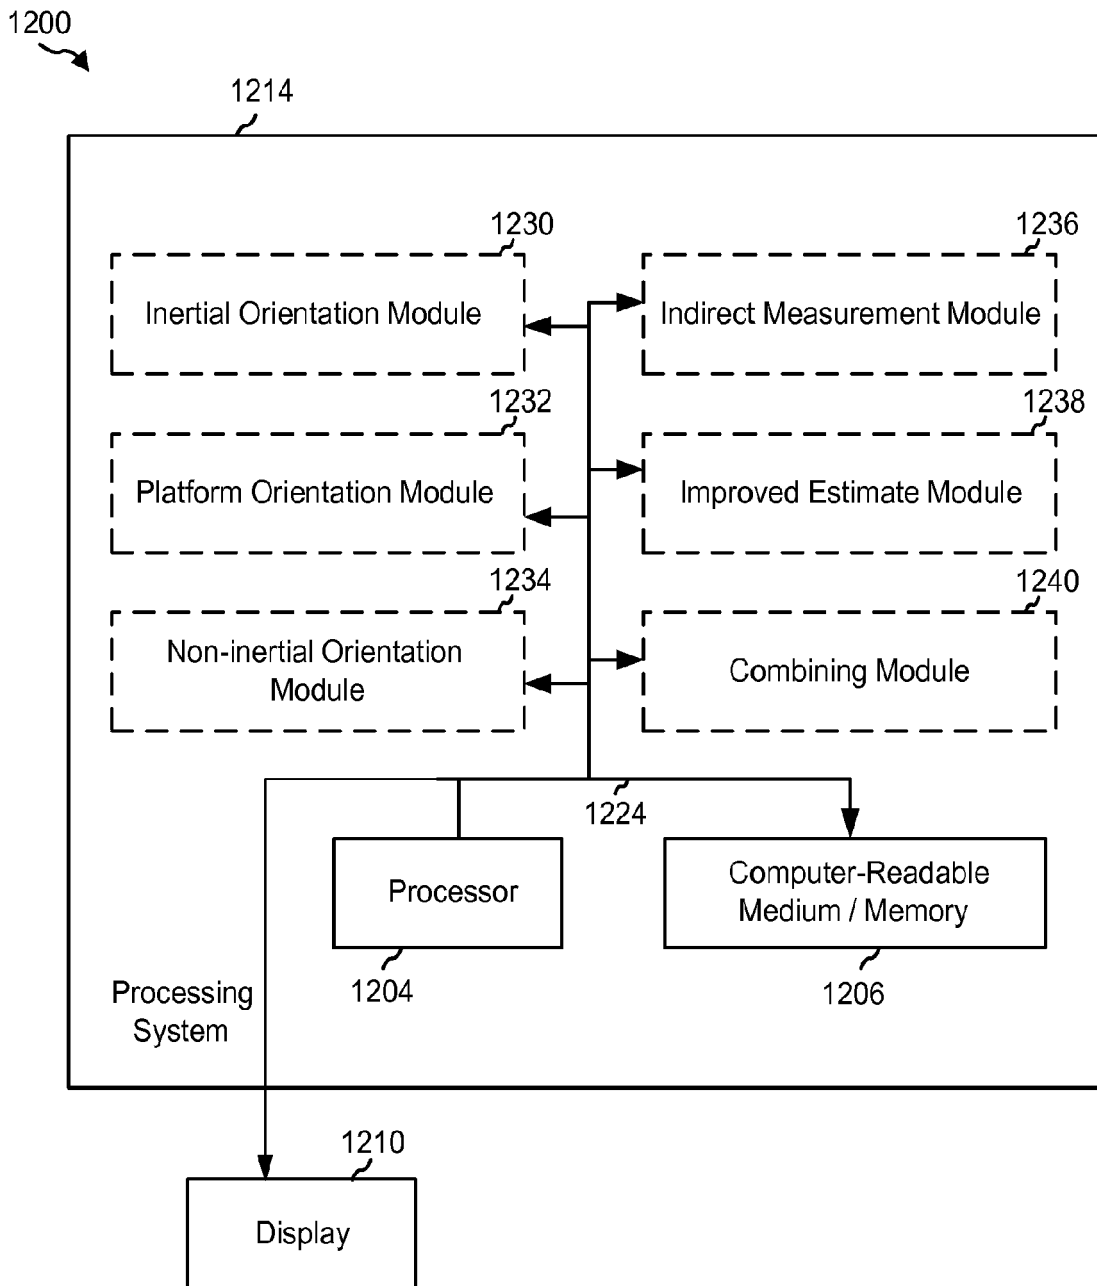 1200
1214
1230
Inertial Orientation Module
1236
Indirect Measurement Module
1232
Platform Orientation Module
1238
Improved Estimate Module
1234
Non-inertial Orientation
Module
1240
Combining Module
1224
Processor
1204
Computer-Readable
Medium / Memory
1206
Processing
System
1210
Display